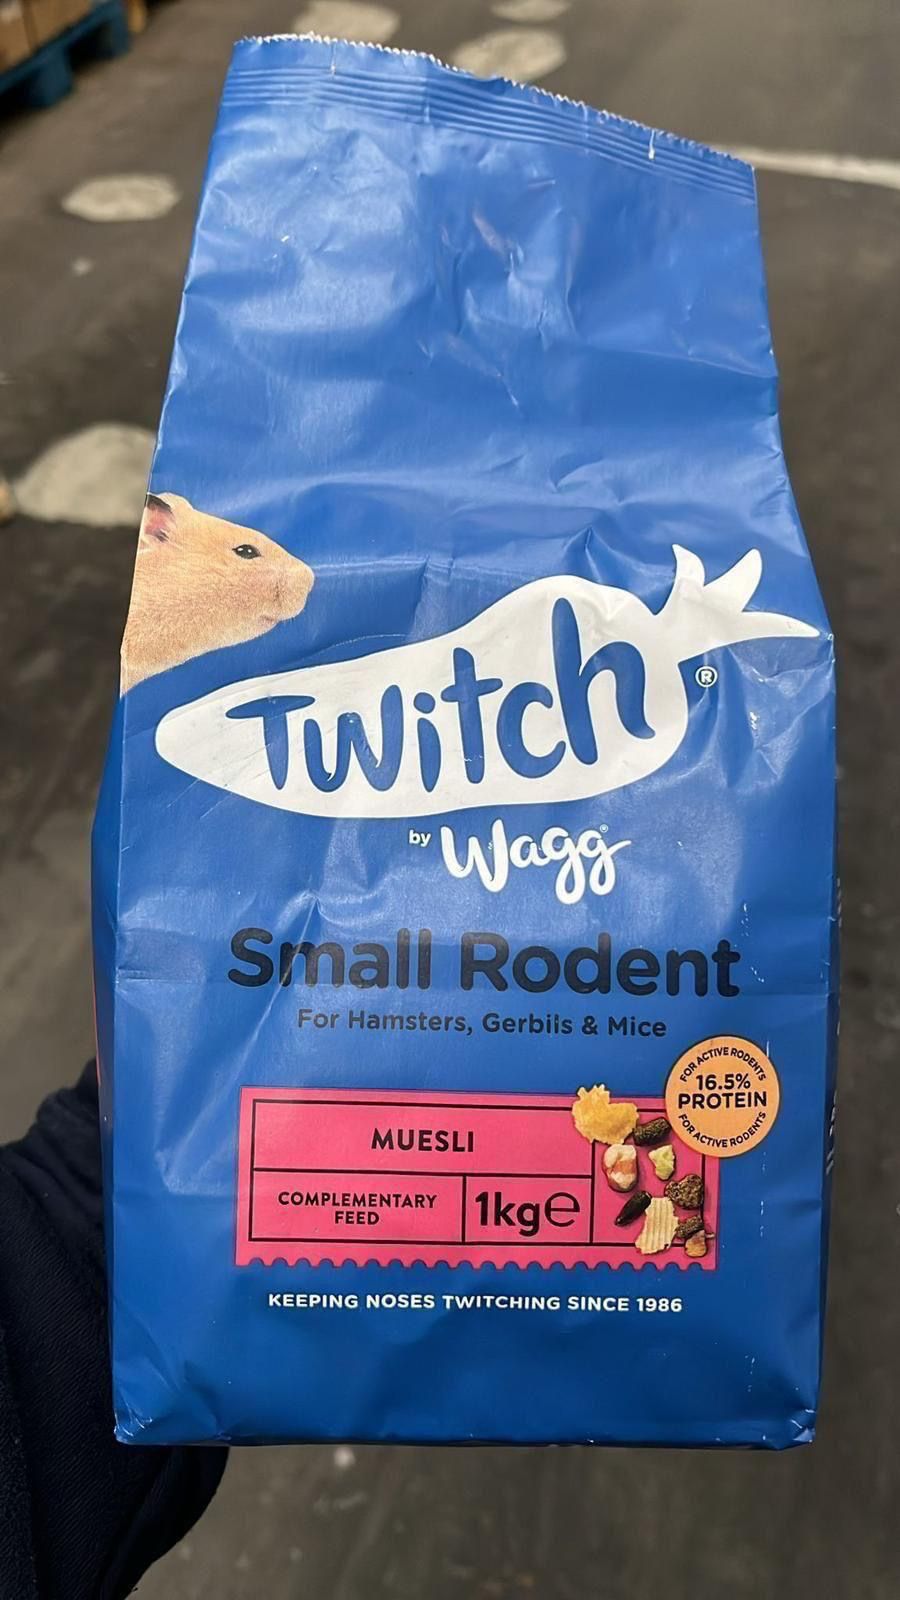 Twitch®
by Wagg®
Small Rodent
For Hamsters, Gerbils & Mice
FOR ACTIVE RODENTS
16.5%
PROTEIN
FOR ACTIVE RODENTS
MUESLI
COMPLEMENTARY
FEED
1kg℮
KEEPING NOSES TWITCHING SINCE 1986